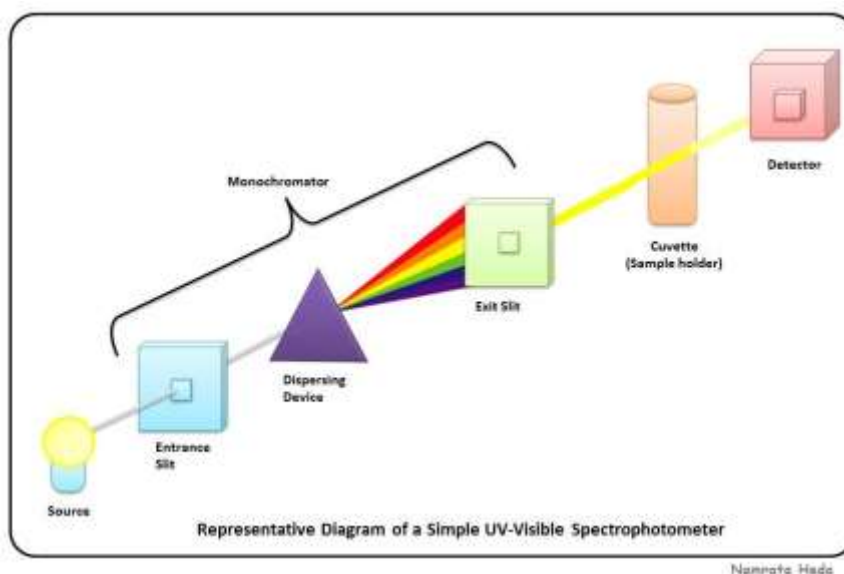 Detector
Monochromator
Cuvette
(Sample holder)
Exit Slit
Dispersing
Device
Entrance
Slit
Source
Representative Diagram of a Simple UV-Visible Spectrophotometer
Namrata Heda